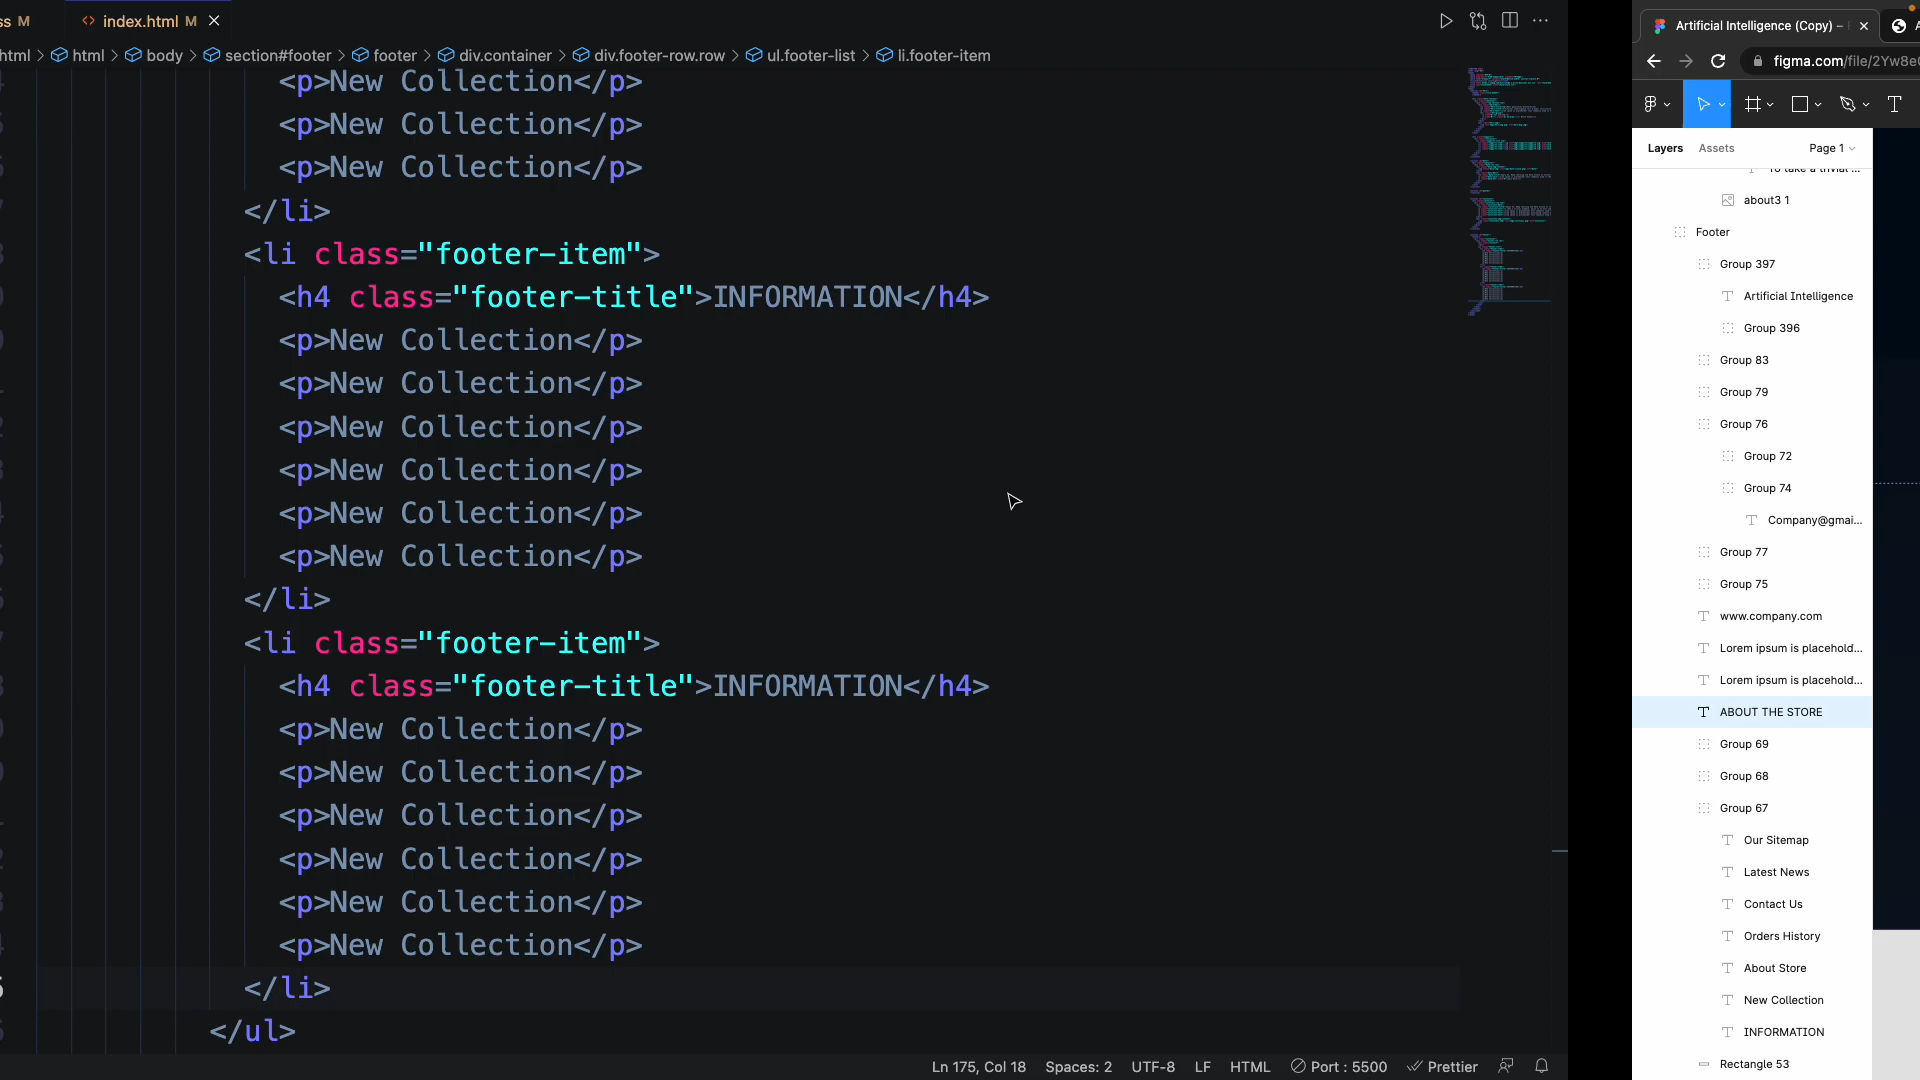 ss M
index.html M
html > html > body > section#footer > footer > div.container > div.footer-row.row > ul.footer-list > li.footer-item
<p>New Collection</p>
<p>New Collection</p>
<p>New Collection</p>
</li>
<li class="footer-item">
<h4 class="footer-title">INFORMATION</h4>
<p>New Collection</p>
<p>New Collection</p>
<p>New Collection</p>
<p>New Collection</p>
<p>New Collection</p>
<p>New Collection</p>
</li>
<li class="footer-item">
<h4 class="footer-title">INFORMATION</h4>
<p>New Collection</p>
<p>New Collection</p>
<p>New Collection</p>
<p>New Collection</p>
<p>New Collection</p>
<p>New Collection</p>
</li>
</ul>
Ln 175, Col 18 Spaces: 2 UTF-8 LF HTML Port : 5500 Prettier
Artificial Intelligence (Copy) –
figma.com/file/2Yw8e
Layers Assets Page 1
To take a trivial ...
about3 1
Footer
Group 397
Artificial Intelligence
Group 396
Group 83
Group 79
Group 76
Group 72
Group 74
Company@gmai...
Group 77
Group 75
www.company.com
Lorem ipsum is placehold...
Lorem ipsum is placehold...
ABOUT THE STORE
Group 69
Group 68
Group 67
Our Sitemap
Latest News
Contact Us
Orders History
About Store
New Collection
INFORMATION
Rectangle 53